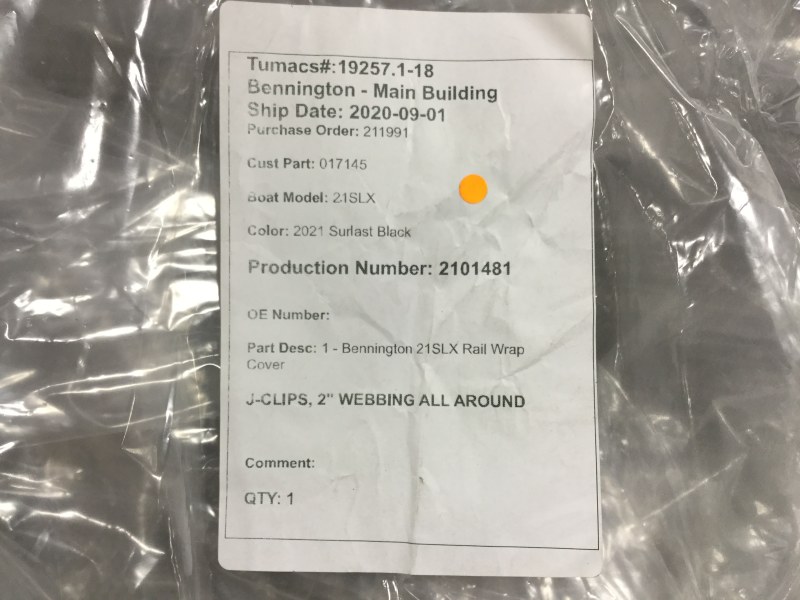 Tumacs#:19257.1-18
Bennington - Main Building
Ship Date: 2020-09-01
Purchase Order: 211991
Cust Part: 017145
Boat Model: 21SLX
Color: 2021 Surlast Black
Production Number: 2101481
OE Number:
Part Desc: 1 - Bennington 21SLX Rail Wrap
Cover
J-CLIPS, 2" WEBBING ALL AROUND
Comment:
QTY: 1